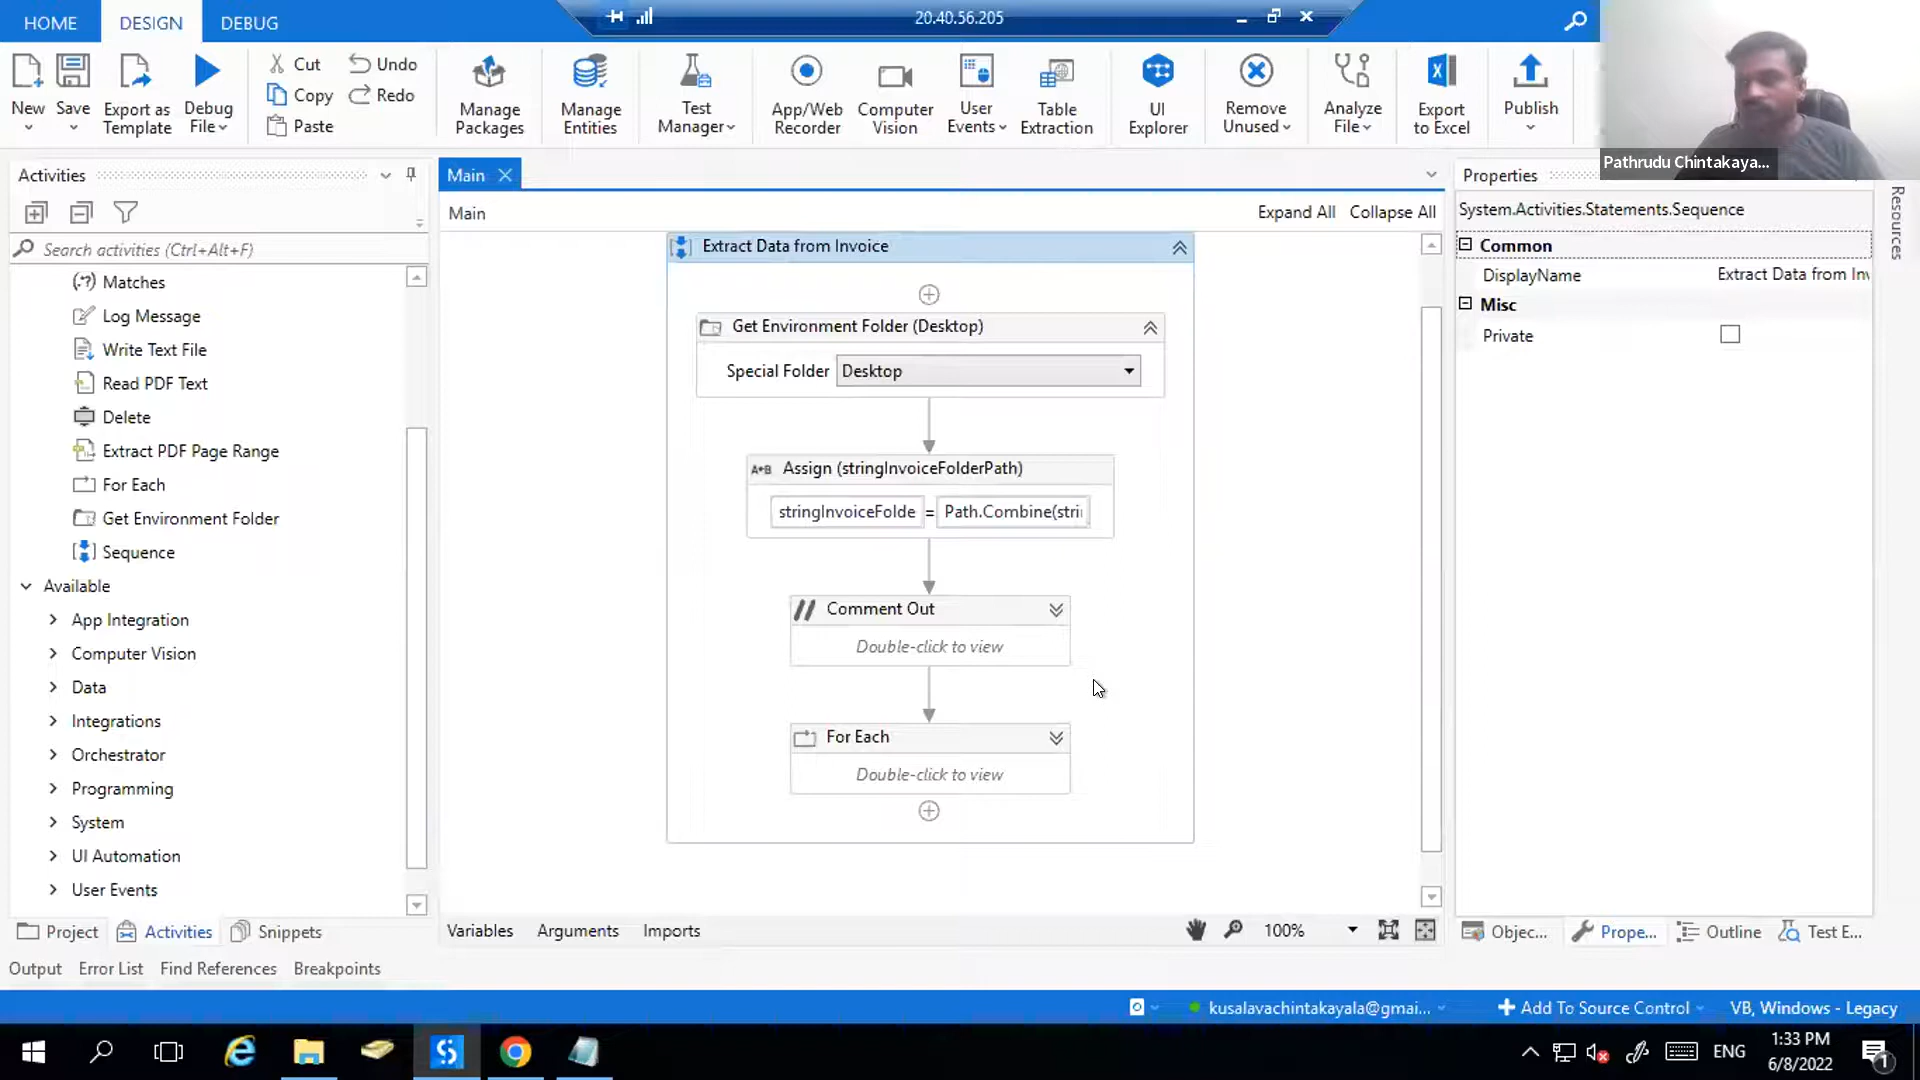 HOME DESIGN DEBUG
20.40.56.205
New Save Export as Template Debug File
Cut Copy Paste
Undo Redo
Manage Packages
Manage Entities
Test Manager
App/Web Recorder
Computer Vision
User Events
Table Extraction
UI Explorer
Remove Unused
Analyze File
Export to Excel
Publish
Pathrudu Chintakaya...
Activities
Search activities (Ctrl+Alt+F)
Matches
Log Message
Write Text File
Read PDF Text
Delete
Extract PDF Page Range
For Each
Get Environment Folder
Sequence
Available
App Integration
Computer Vision
Data
Integrations
Orchestrator
Programming
System
UI Automation
User Events
Project Activities Snippets
Main
Main Expand All Collapse All
Extract Data from Invoice
Get Environment Folder (Desktop)
Special Folder Desktop
A+B Assign (stringInvoiceFolderPath)
stringInvoiceFolde = Path.Combine(stri
// Comment Out
Double-click to view
For Each
Double-click to view
Variables Arguments Imports 100%
Properties
System.Activities.Statements.Sequence
Common
DisplayName Extract Data from Inv
Misc
Private
Resources
Objec... Prope... Outline Test E...
Output Error List Find References Breakpoints
kusalavachintakayala@gmai... Add To Source Control VB, Windows - Legacy
ENG
1:33 PM
6/8/2022
1